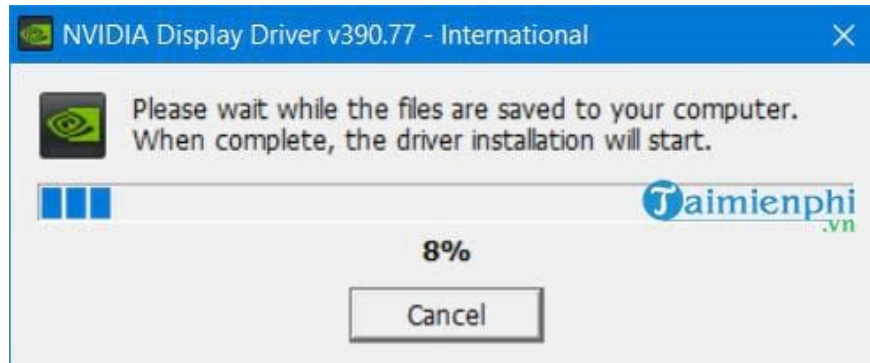 NVIDIA Display Driver v390.77 - International
Please wait while the files are saved to your computer.
When complete, the driver installation will start.
Taimienphi
.vn
8%
Cancel